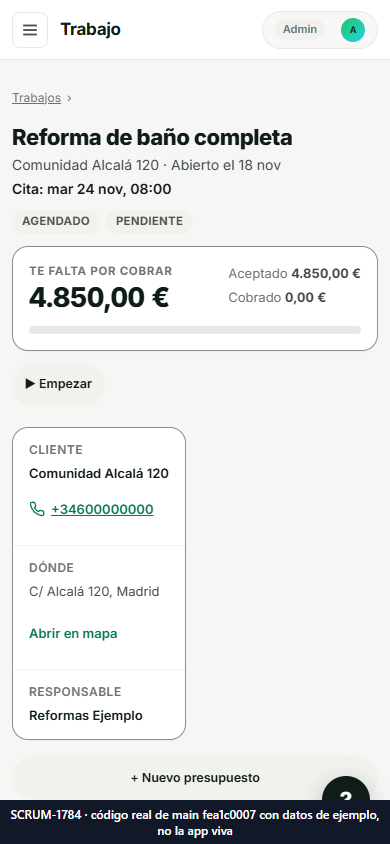 Trabajo
Admin
A
Trabajos ›
Reforma de baño completa
Comunidad Alcalá 120 · Abierto el 18 nov
Cita: mar 24 nov, 08:00
AGENDADO PENDIENTE
TE FALTA POR COBRAR
4.850,00 €
Aceptado 4.850,00 €
Cobrado 0,00 €
▶ Empezar
CLIENTE
Comunidad Alcalá 120
+34600000000
DÓNDE
C/ Alcalá 120, Madrid
Abrir en mapa
RESPONSABLE
Reformas Ejemplo
+ Nuevo presupuesto
SCRUM-1784 · código real de main fea1c0007 con datos de ejemplo,
no la app viva